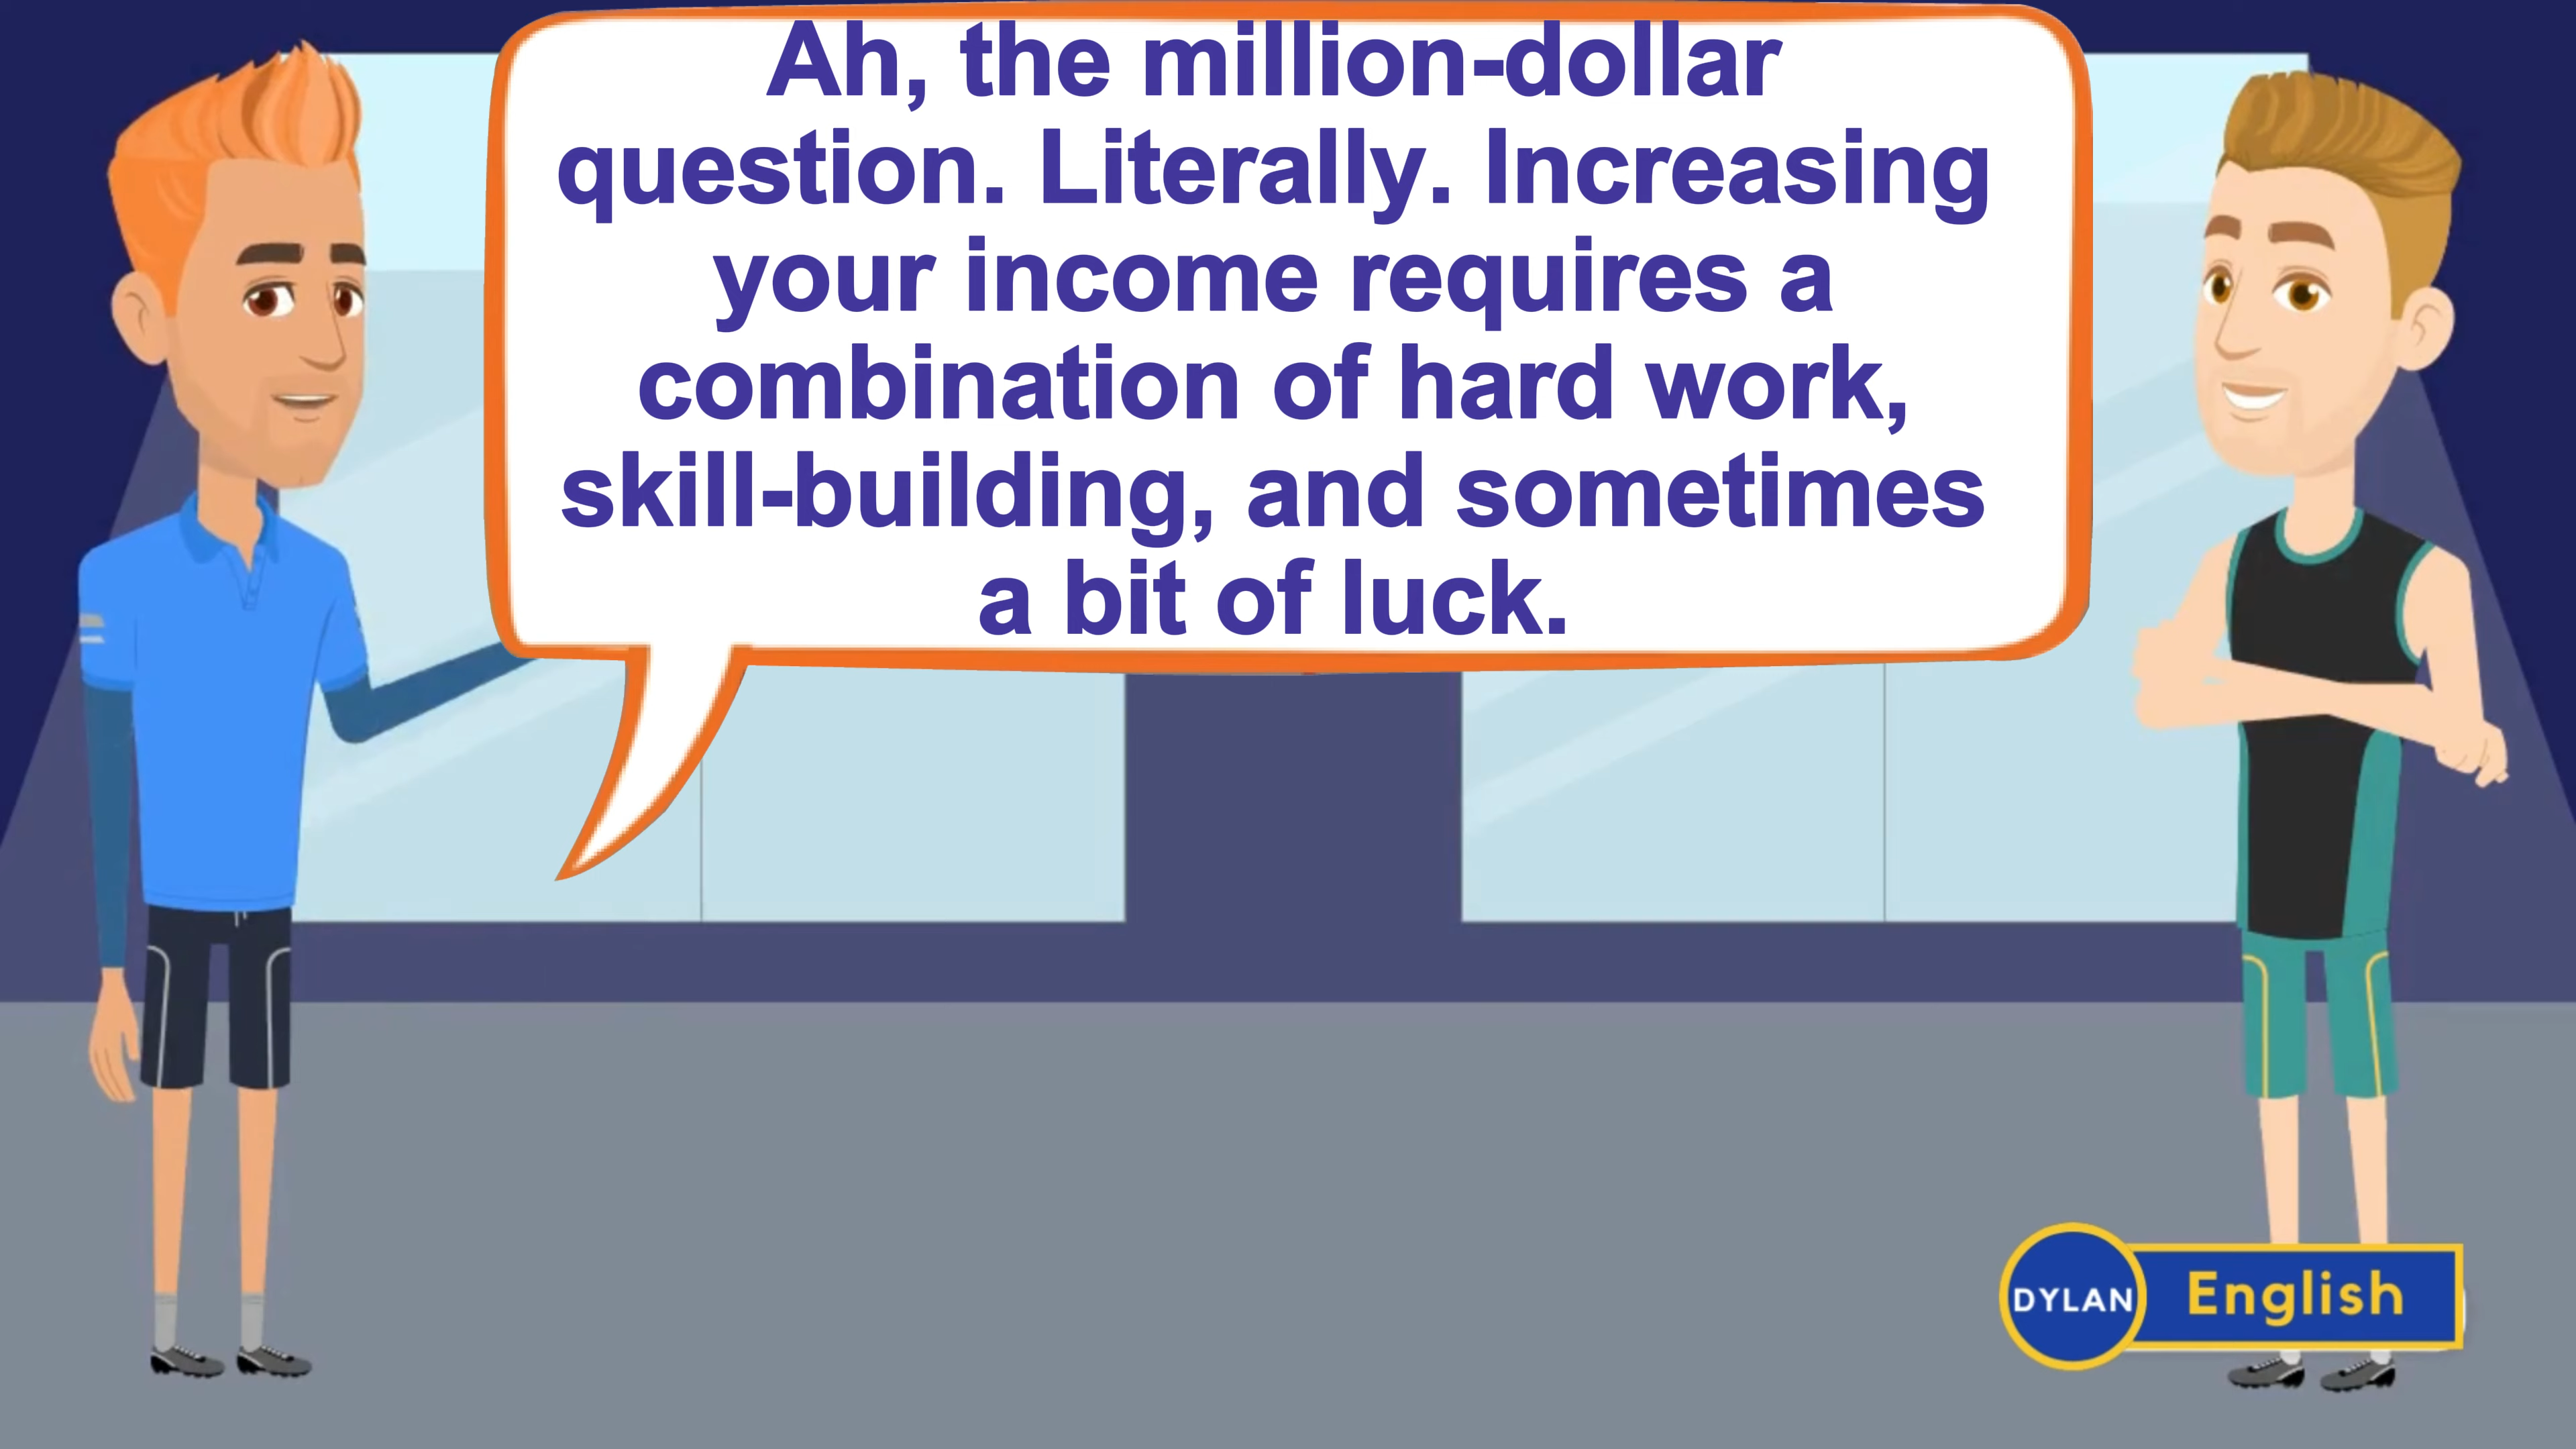 Ah, the million-dollar
question. Literally. Increasing
your income requires a
combination of hard work,
skill-building, and sometimes
a bit of luck.
DYLAN English